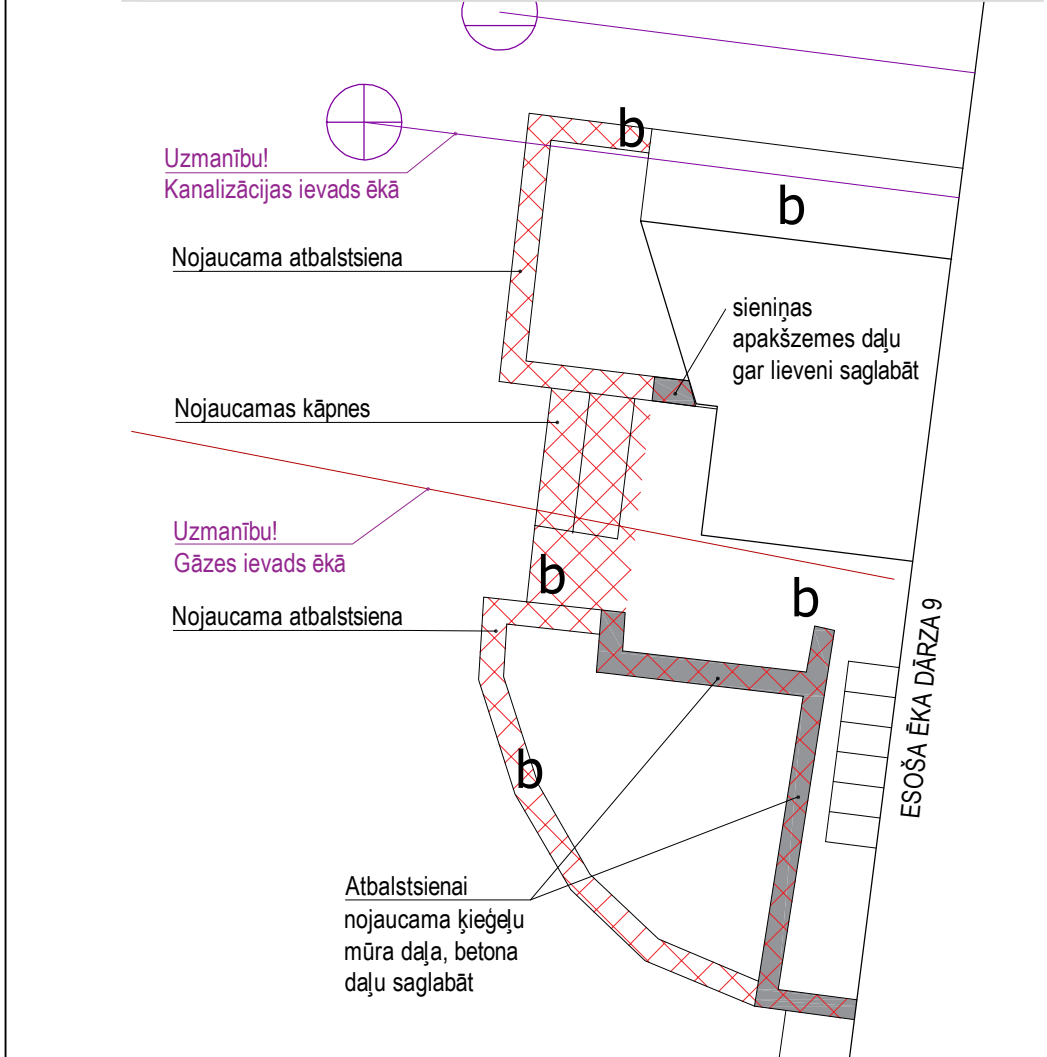 b
Uzmanību!
Kanalizācijas ievads ēkā
b
Nojaucama atbalstsiena
sieniņas
apakšzemes daļu
gar lieveni saglabāt
Nojaucamas kāpnes
Uzmanību!
Gāzes ievads ēkā
b
b
Nojaucama atbalstsiena
ESOŠA ĒKA DĀRZA 9
b
Atbalstsienai
nojaucama ķieģeļu
mūra daļa, betona
daļu saglabāt